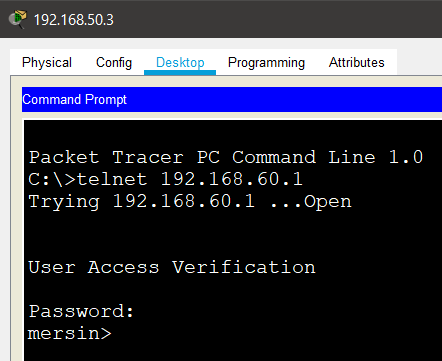 192.168.50.3
Physical Config Desktop Programming Attributes
Command Prompt
Packet Tracer PC Command Line 1.0
C:\>telnet 192.168.60.1
Trying 192.168.60.1 ...Open
User Access Verification
Password:
mersin>